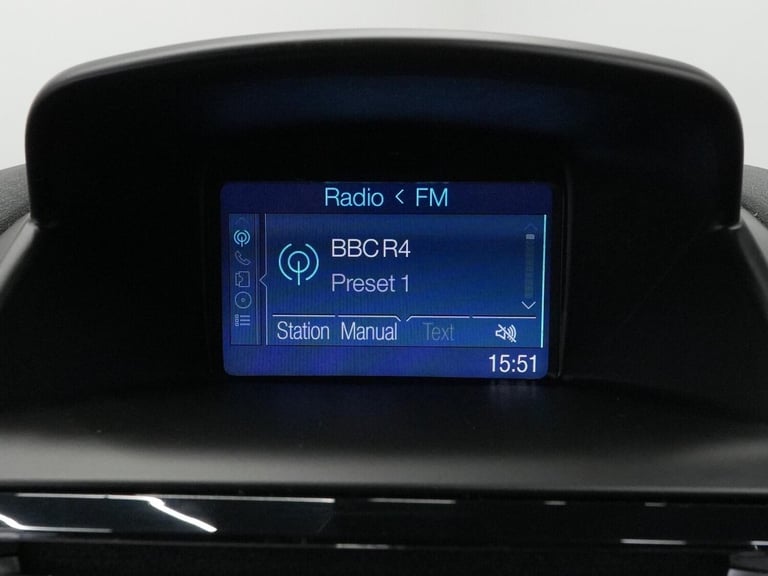 Radio < FM
BBC R4
Preset 1
Station Manual Text
15:51